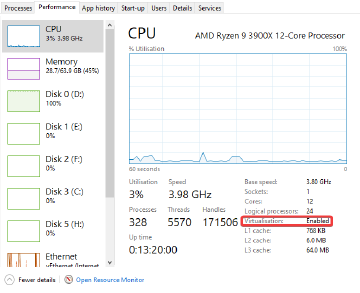 Processes Performance App history Start-up Users Details Services
CPU
3% 3.98 GHz
Memory
28.7/63.9 GB (45%)
Disk 0 (D:)
100%
Disk 1 (E:)
0%
Disk 2 (F:)
0%
Disk 3 (C:)
0%
Disk 5 (H:)
0%
Ethernet
vEthernet (Internet
CPU AMD Ryzen 9 3900X 12-Core Processor
% Utilisation 100%
60 seconds 0
Utilisation Speed
3% 3.98 GHz
Processes Threads Handles
328 5570 171506
Up time
0:13:20:00
Base speed: 3.80 GHz
Sockets: 1
Cores: 12
Logical processors: 24
Virtualisation: Enabled
L1 cache: 768 KB
L2 cache: 6.0 MB
L3 cache: 64.0 MB
Fewer details Open Resource Monitor